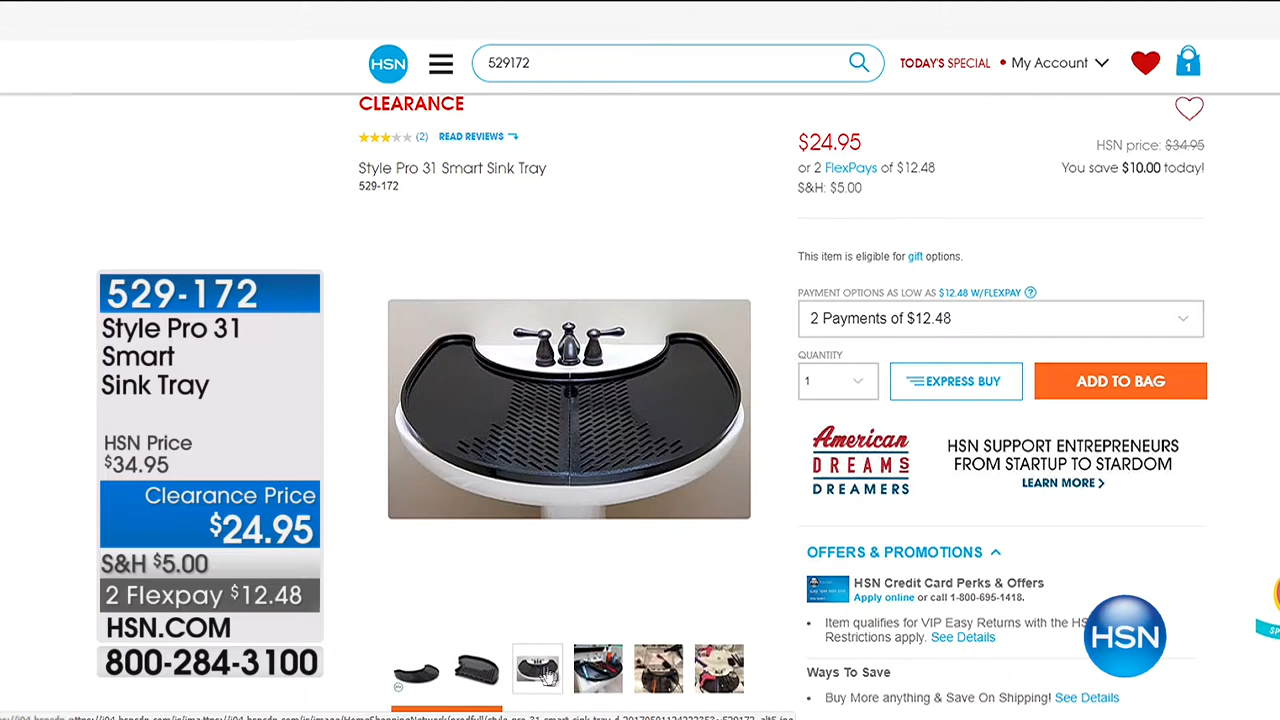 HSN
529172
TODAY'S SPECIAL • My Account
1
CLEARANCE
(2) READ REVIEWS
Style Pro 31 Smart Sink Tray
529-172
$24.95
HSN price: $34.95
or 2 FlexPays of $12.48
You save $10.00 today!
S&H: $5.00
This item is eligible for gift options.
PAYMENT OPTIONS AS LOW AS $12.48 W/FLEXPAY ?
2 Payments of $12.48
QUANTITY
1
EXPRESS BUY
ADD TO BAG
American
DREAMS
DREAMERS
HSN SUPPORT ENTREPRENEURS
FROM STARTUP TO STARDOM
LEARN MORE >
OFFERS & PROMOTIONS
HSN Credit Card Perks & Offers
Apply online or call 1-800-695-1418.
• Item qualifies for VIP Easy Returns with the HS
Restrictions apply. See Details
Ways To Save
• Buy More anything & Save On Shipping! See Details
529-172
Style Pro 31
Smart
Sink Tray
HSN Price
$34.95
Clearance Price
$24.95
S&H $5.00
2 Flexpay $12.48
HSN.COM
800-284-3100
HSN